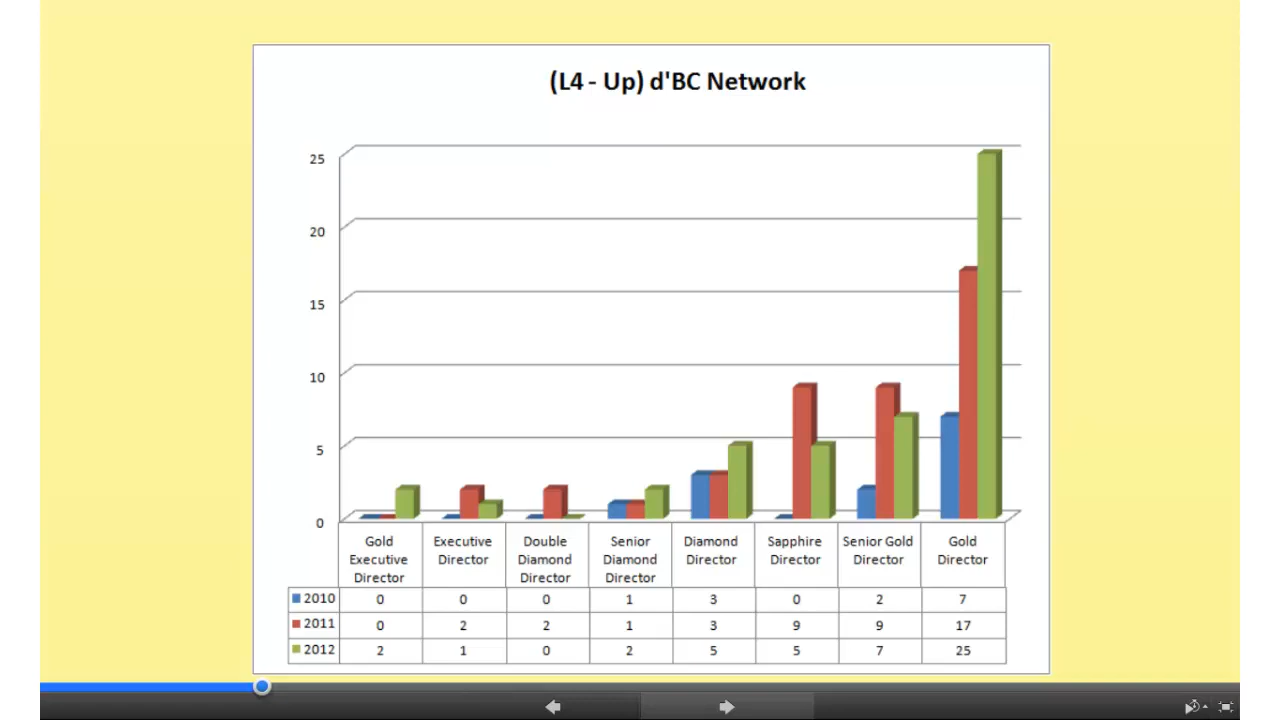 (L4 - Up) d'BC Network
25
20
15
10
5
0
Gold Executive Director
Executive Director
Double Diamond Director
Senior Diamond Director
Diamond Director
Sapphire Director
Senior Gold Director
Gold Director
2010 0 0 0 1 3 0 2 7
2011 0 2 2 1 3 9 9 17
2012 2 1 0 2 5 5 7 25